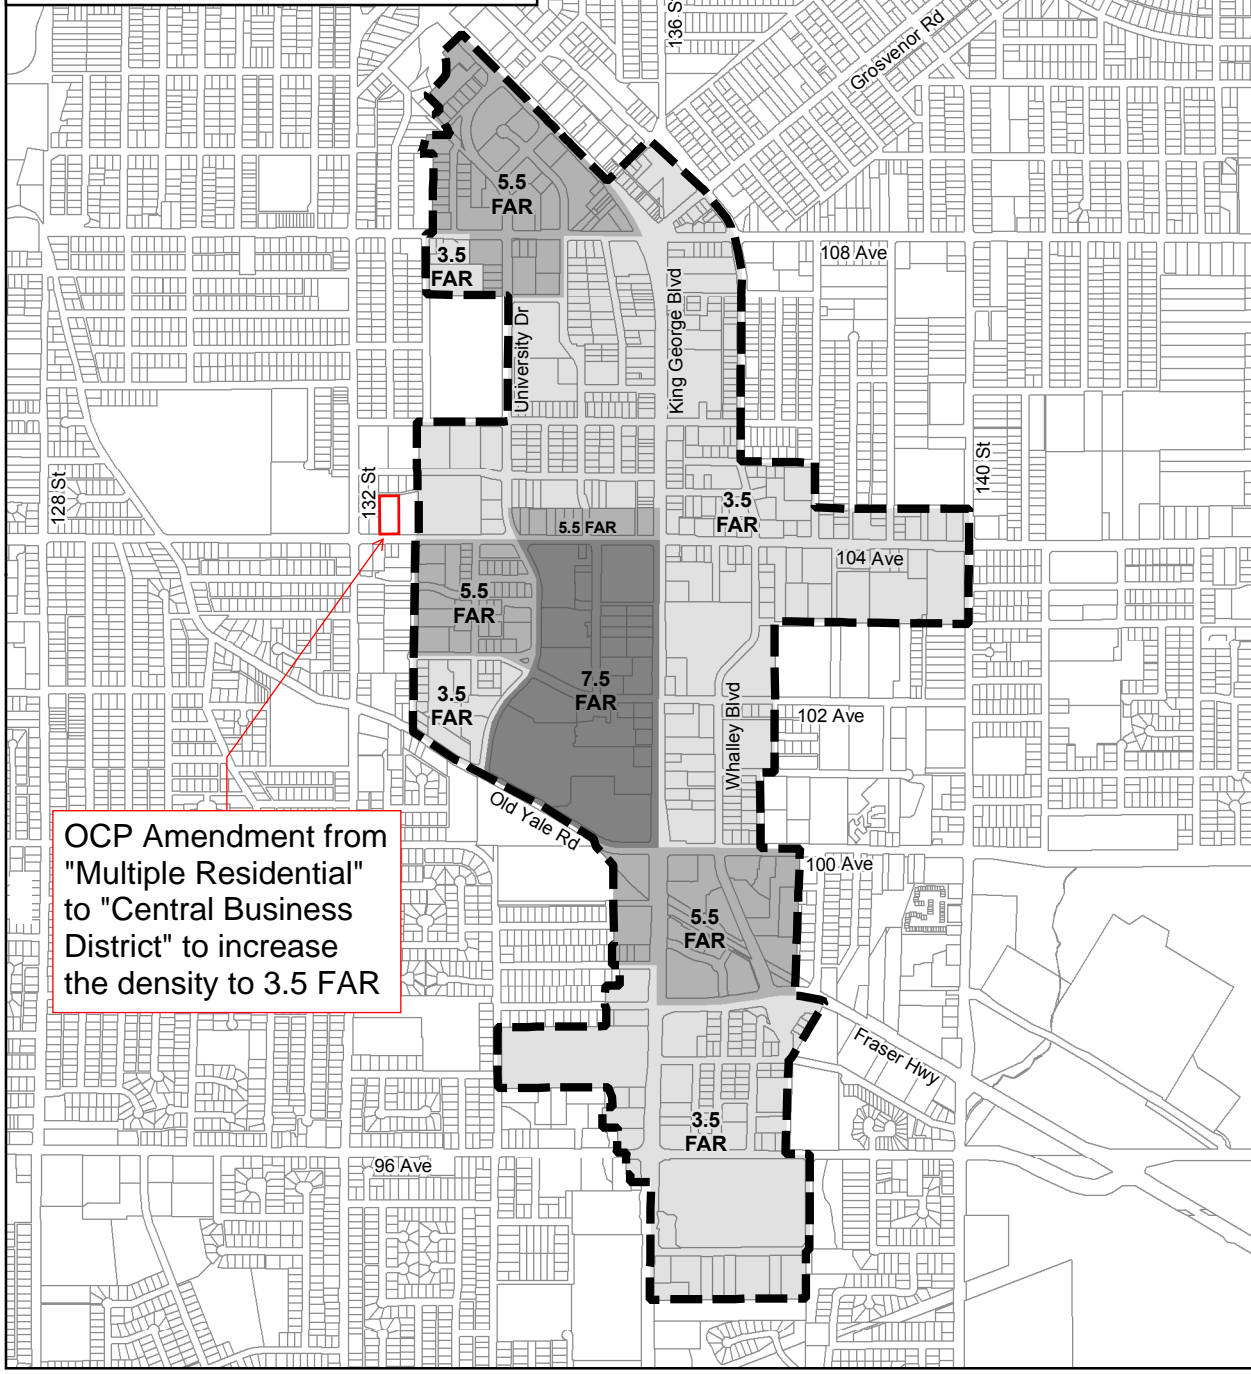 136 S
Grosvenor Rd
5.5
FAR
3.5
FAR
108 Ave
University Dr
King George Blvd
128 St
132 St
140 St
3.5
FAR
5.5 FAR
104 Ave
5.5
FAR
7.5
FAR
3.5
FAR
Whalley Blvd
102 Ave
Old Yale Rd
OCP Amendment from
"Multiple Residential"
to "Central Business
District" to increase
the density to 3.5 FAR
100 Ave
5.5
FAR
Fraser Hwy
3.5
FAR
96 Ave